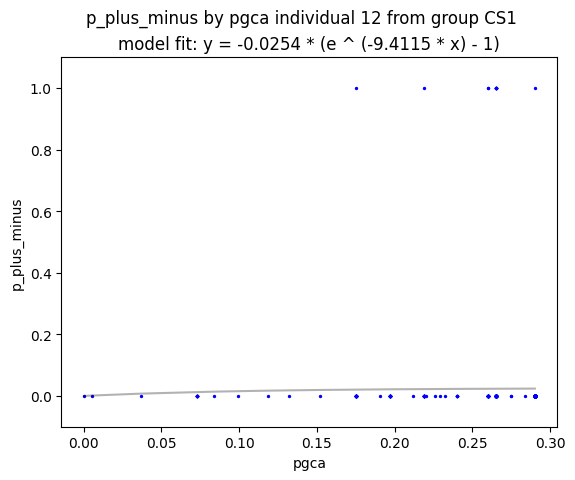 p_plus_minus by pgca individual 12 from group CS1
model fit: y = -0.0254 * (e ^ (-9.4115 * x) - 1)
1.0
0.8
0.6
0.4
0.2
0.0
p_plus_minus
0.00 0.05 0.10 0.15 0.20 0.25 0.30
pgca